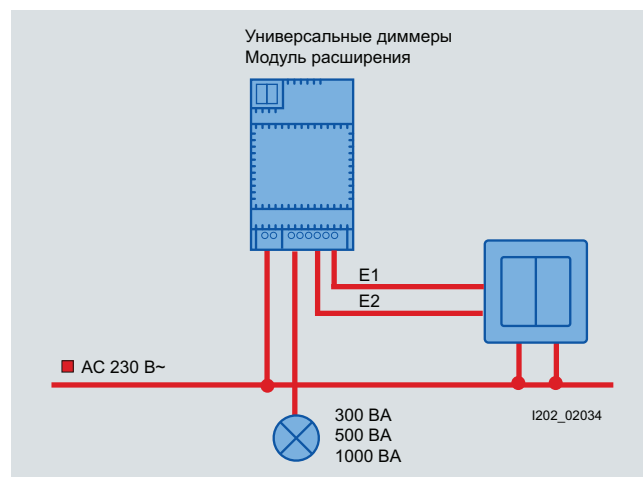 Универсальные диммеры
Модуль расширения
E1
E2
AC 230 В~
300 ВА
500 ВА
1000 ВА
I202_02034